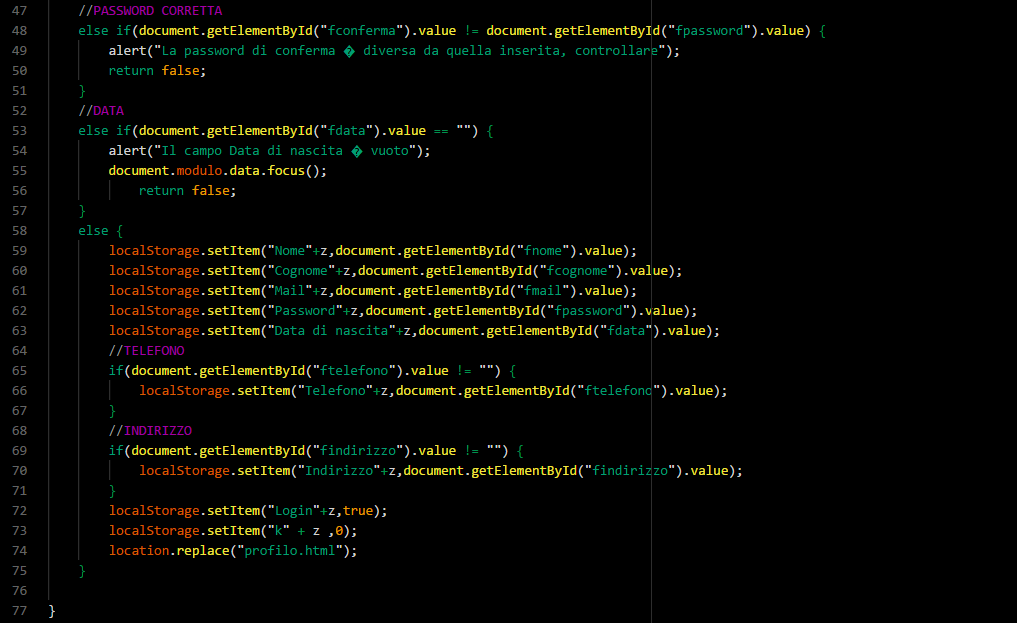 47 //PASSWORD CORRETTA
48 else if(document.getElementById("fconferma").value != document.getElementById("fpassword").value) {
49 alert("La password di conferma � diversa da quella inserita, controllare");
50 return false;
51 }
52 //DATA
53 else if(document.getElementById("fdata").value == "") {
54 alert("Il campo Data di nascita � vuoto");
55 document.modulo.data.focus();
56 return false;
57 }
58 else {
59 localStorage.setItem("Nome"+z,document.getElementById("fnome").value);
60 localStorage.setItem("Cognome"+z,document.getElementById("fcognome").value);
61 localStorage.setItem("Mail"+z,document.getElementById("fmail").value);
62 localStorage.setItem("Password"+z,document.getElementById("fpassword").value);
63 localStorage.setItem("Data di nascita"+z,document.getElementById("fdata").value);
64 //TELEFONO
65 if(document.getElementById("ftelefono").value != "") {
66 localStorage.setItem("Telefono"+z,document.getElementById("ftelefono").value);
67 }
68 //INDIRIZZO
69 if(document.getElementById("findirizzo").value != "") {
70 localStorage.setItem("Indirizzo"+z,document.getElementById("findirizzo").value);
71 }
72 localStorage.setItem("Login"+z,true);
73 localStorage.setItem("k" + z ,0);
74 location.replace("profilo.html");
75 }
76
77 }